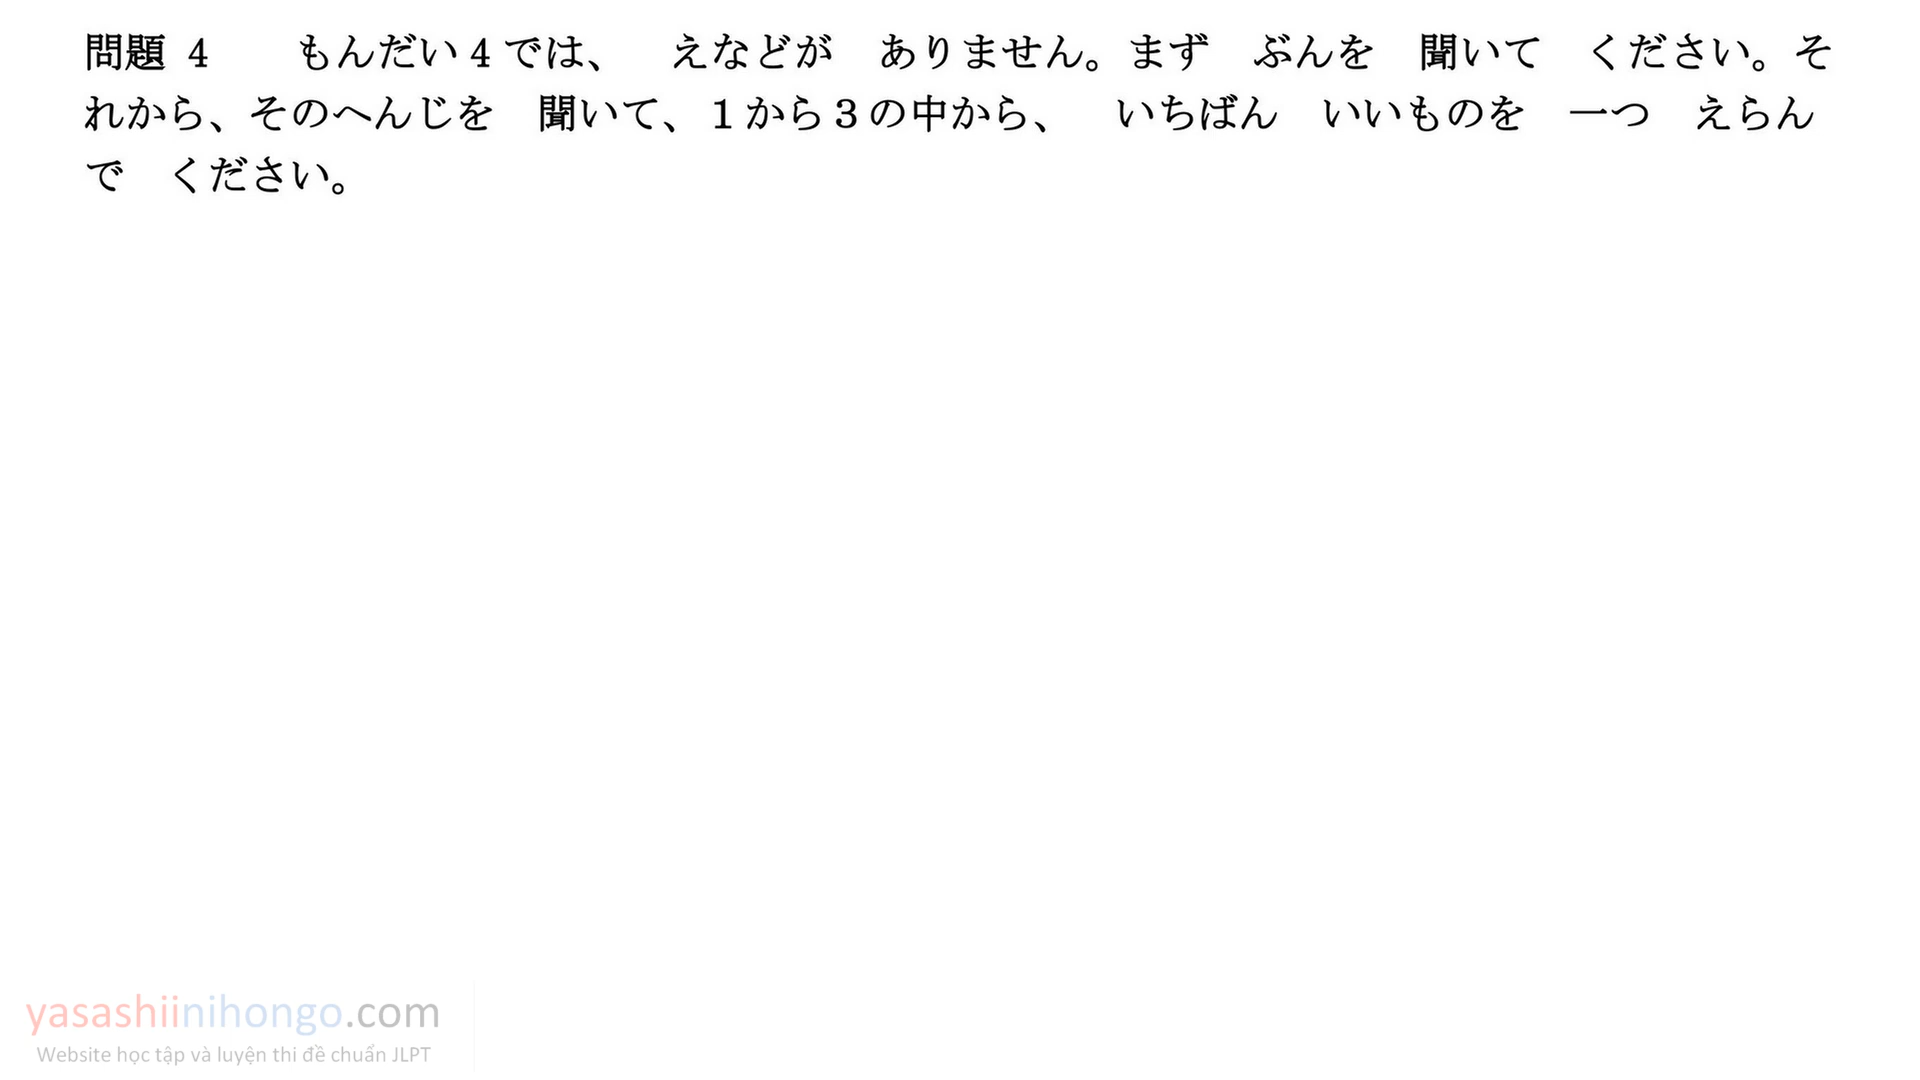 問題 4　　もんだい４では、　えなどが　ありません。まず　ぶんを　聞いて　ください。そ
れから、そのへんじを　聞いて、１から３の中から、　いちばん　いいものを　一つ　えらん
で　ください。
yasashiinihongo.com
Website học tập và luyện thi đề chuẩn JLPT